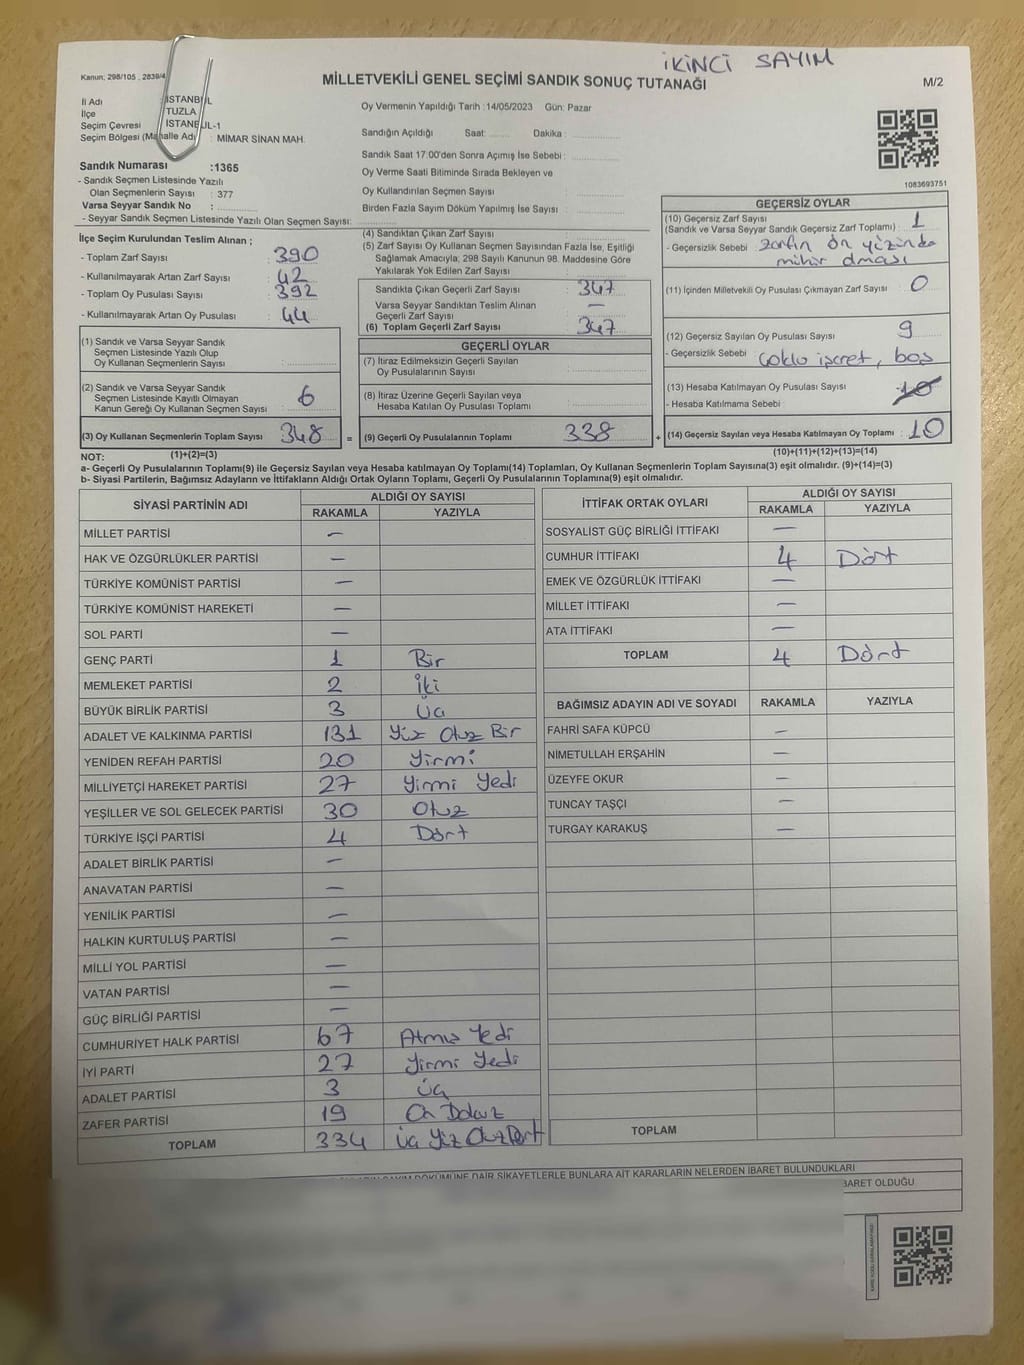 İKİNCİ SAYIM
Kanun: 298/105 , 2839/4
MİLLETVEKİLİ GENEL SEÇİMİ SANDIK SONUÇ TUTANAĞI
M/2
İl Adı : İSTANBUL
İlçe : TUZLA
Seçim Çevresi : İSTANBUL-1
Seçim Bölgesi (Mahalle Adı : MİMAR SİNAN MAH.
Sandık Numarası :1365
- Sandık Seçmen Listesinde Yazılı
Olan Seçmenlerin Sayısı : 377
Varsa Seyyar Sandık No :
- Seyyar Sandık Seçmen Listesinde Yazılı Olan Seçmen Sayısı:
Oy Vermenin Yapıldığı Tarih :14/05/2023 Gün: Pazar
Sandığın Açıldığı Saat: Dakika :
Sandık Saat 17:00'den Sonra Açımış İse Sebebi :
Oy Verme Saati Bitiminde Sırada Bekleyen ve
Oy Kullandırılan Seçmen Sayısı :
Birden Fazla Sayım Döküm Yapılmış İse Sayısı :
1083693751
İlçe Seçim Kurulundan Teslim Alınan ;
- Toplam Zarf Sayısı : 390
- Kullanılmayarak Artan Zarf Sayısı : 42
- Toplam Oy Pusulası Sayısı : 392
- Kullanılmayarak Artan Oy Pusulası : 44
(1) Sandık ve Varsa Seyyar Sandık
Seçmen Listesinde Yazılı Olup
Oy Kullanan Seçmenlerin Sayısı :
(2) Sandık ve Varsa Seyyar Sandık
Seçmen Listesinde Kayıtlı Olmayan
Kanun Gereği Oy Kullanan Seçmen Sayısı : 6
(3) Oy Kullanan Seçmenlerin Toplam Sayısı : 348 =
(4) Sandıktan Çıkan Zarf Sayısı :
(5) Zarf Sayısı Oy Kullanan Seçmen Sayısından Fazla İse, Eşitliği
Sağlamak Amacıyla; 298 Sayılı Kanunun 98. Maddesine Göre
Yakılarak Yok Edilen Zarf Sayısı :
Sandıkta Çıkan Geçerli Zarf Sayısı : 347
Varsa Seyyar Sandıktan Teslim Alınan
Geçerli Zarf Sayısı : —
(6) Toplam Geçerli Zarf Sayısı : 347
GEÇERLİ OYLAR
(7) İtiraz Edilmeksizin Geçerli Sayılan
Oy Pusulalarının Sayısı :
(8) İtiraz Üzerine Geçerli Sayılan veya
Hesaba Katılan Oy Pusulası Toplamı :
(9) Geçerli Oy Pusulalarının Toplamı : 338 +
GEÇERSİZ OYLAR
(10) Geçersiz Zarf Sayısı
(Sandık ve Varsa Seyyar Sandık Geçersiz Zarf Toplamı) : 1
- Geçersizlik Sebebi : zarfın ön yüzünde
mühür olması
(11) İçinden Milletvekili Oy Pusulası Çıkmayan Zarf Sayısı : 0
(12) Geçersiz Sayılan Oy Pusulası Sayısı : 9
- Geçersizlik Sebebi : Çoklu işaret, boş
(13) Hesaba Katılmayan Oy Pusulası Sayısı : 10
- Hesaba Katılmama Sebebi :
(14) Geçersiz Sayılan veya Hesaba Katılmayan Oy Toplamı : 10
NOT: (1)+(2)=(3) (10)+(11)+(12)+(13)=(14)
a- Geçerli Oy Pusulalarının Toplamı(9) ile Geçersiz Sayılan veya Hesaba katılmayan Oy Toplamı(14) Toplamları, Oy Kullanan Seçmenlerin Toplam Sayısına(3) eşit olmalıdır. (9)+(14)=(3)
b- Siyasi Partilerin, Bağımsız Adayların ve İttifakların Aldığı Ortak Oyların Toplamı, Geçerli Oy Pusulalarının Toplamına(9) eşit olmalıdır.
SİYASİ PARTİNİN ADI ALDIĞI OY SAYISI
RAKAMLA YAZIYLA
MİLLET PARTİSİ —
HAK VE ÖZGÜRLÜKLER PARTİSİ —
TÜRKİYE KOMÜNİST PARTİSİ —
TÜRKİYE KOMÜNİST HAREKETİ —
SOL PARTİ —
GENÇ PARTİ 1 Bir
MEMLEKET PARTİSİ 2 İki
BÜYÜK BİRLİK PARTİSİ 3 Üç
ADALET VE KALKINMA PARTİSİ 131 Yüz Otuz Bir
YENİDEN REFAH PARTİSİ 20 Yirmi
MİLLİYETÇİ HAREKET PARTİSİ 27 Yirmi Yedi
YEŞİLLER VE SOL GELECEK PARTİSİ 30 Otuz
TÜRKİYE İŞÇİ PARTİSİ 4 Dört
ADALET BİRLİK PARTİSİ —
ANAVATAN PARTİSİ —
YENİLİK PARTİSİ —
HALKIN KURTULUŞ PARTİSİ —
MİLLİ YOL PARTİSİ —
VATAN PARTİSİ —
GÜÇ BİRLİĞİ PARTİSİ —
CUMHURİYET HALK PARTİSİ 67 Atmış Yedi
İYİ PARTİ 27 Yirmi Yedi
ADALET PARTİSİ 3 Üç
ZAFER PARTİSİ 19 On Dokuz
TOPLAM 334 Üç Yüz Otuz Dört
İTTİFAK ORTAK OYLARI ALDIĞI OY SAYISI
RAKAMLA YAZIYLA
SOSYALİST GÜÇ BİRLİĞİ İTTİFAKI —
CUMHUR İTTİFAKI 4 Dört
EMEK VE ÖZGÜRLÜK İTTİFAKI —
MİLLET İTTİFAKI —
ATA İTTİFAKI —
TOPLAM 4 Dört
BAĞIMSIZ ADAYIN ADI VE SOYADI RAKAMLA YAZIYLA
FAHRİ SAFA KÜPCÜ —
NİMETULLAH ERŞAHİN —
ÜZEYFE OKUR —
TUNCAY TAŞÇI —
TURGAY KARAKUŞ —
TOPLAM
DÖKÜMÜNE DAİR ŞİKAYETLERLE BUNLARA AİT KARARLARIN NELERDEN İBARET BULUNDUKLARI
BARET OLDUĞU